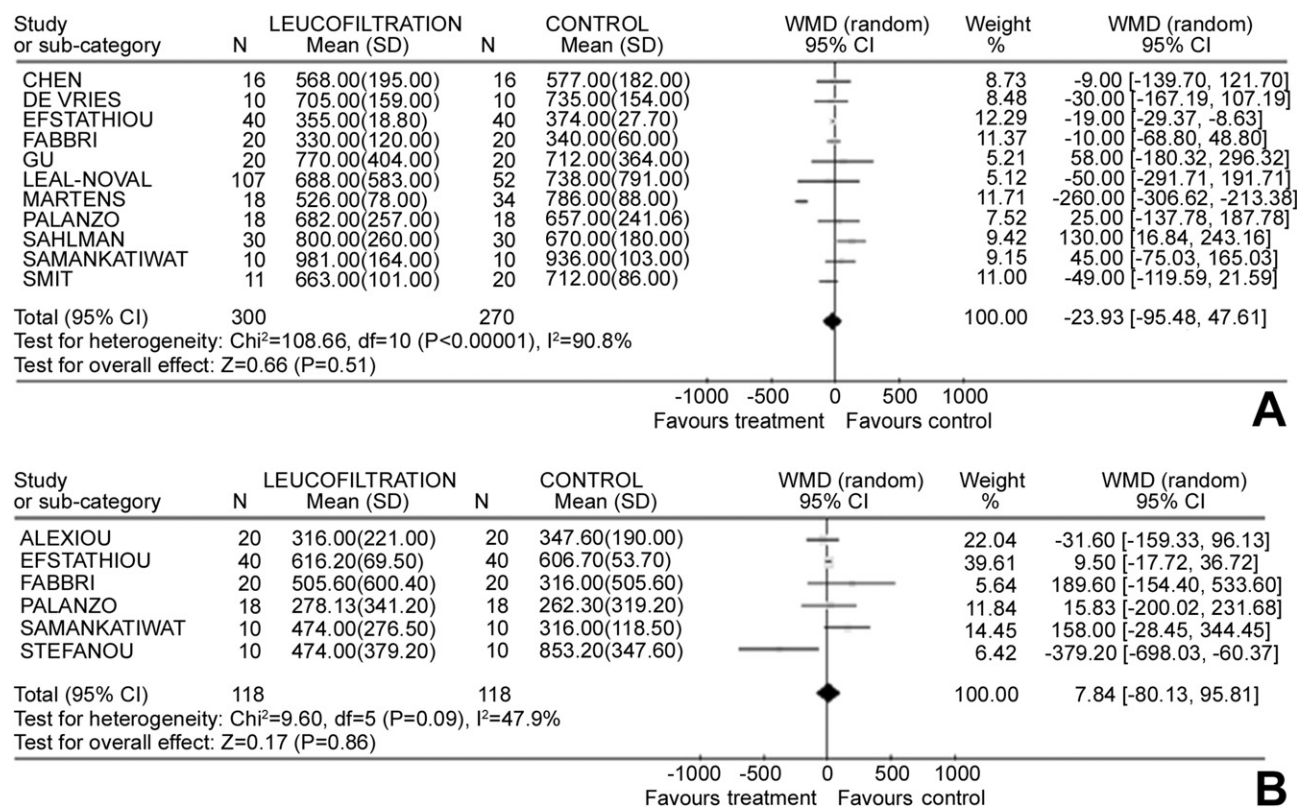 Study LEUCOFILTRATION CONTROL WMD (random) Weight WMD (random)
or sub-category N Mean (SD) N Mean (SD) 95% CI % 95% CI
CHEN 16 568.00(195.00) 16 577.00(182.00) 8.73 -9.00 [-139.70, 121.70]
DE VRIES 10 705.00(159.00) 10 735.00(154.00) 8.48 -30.00 [-167.19, 107.19]
EFSTATHIOU 40 355.00(18.80) 40 374.00(27.70) 12.29 -19.00 [-29.37, -8.63]
FABBRI 20 330.00(120.00) 20 340.00(60.00) 11.37 -10.00 [-68.80, 48.80]
GU 20 770.00(404.00) 20 712.00(364.00) 5.21 58.00 [-180.32, 296.32]
LEAL-NOVAL 107 688.00(583.00) 52 738.00(791.00) 5.12 -50.00 [-291.71, 191.71]
MARTENS 18 526.00(78.00) 34 786.00(88.00) 11.71 -260.00 [-306.62, -213.38]
PALANZO 18 682.00(257.00) 18 657.00(241.06) 7.52 25.00 [-137.78, 187.78]
SAHLMAN 30 800.00(260.00) 30 670.00(180.00) 9.42 130.00 [16.84, 243.16]
SAMANKATIWAT 10 981.00(164.00) 10 936.00(103.00) 9.15 45.00 [-75.03, 165.03]
SMIT 11 663.00(101.00) 20 712.00(86.00) 11.00 -49.00 [-119.59, 21.59]
Total (95% CI) 300 270 100.00 -23.93 [-95.48, 47.61]
Test for heterogeneity: Chi²=108.66, df=10 (P<0.00001), I²=90.8%
Test for overall effect: Z=0.66 (P=0.51)
-1000 -500 0 500 1000
Favours treatment Favours control
A
Study LEUCOFILTRATION CONTROL WMD (random) Weight WMD (random)
or sub-category N Mean (SD) N Mean (SD) 95% CI % 95% CI
ALEXIOU 20 316.00(221.00) 20 347.60(190.00) 22.04 -31.60 [-159.33, 96.13]
EFSTATHIOU 40 616.20(69.50) 40 606.70(53.70) 39.61 9.50 [-17.72, 36.72]
FABBRI 20 505.60(600.40) 20 316.00(505.60) 5.64 189.60 [-154.40, 533.60]
PALANZO 18 278.13(341.20) 18 262.30(319.20) 11.84 15.83 [-200.02, 231.68]
SAMANKATIWAT 10 474.00(276.50) 10 316.00(118.50) 14.45 158.00 [-28.45, 344.45]
STEFANOU 10 474.00(379.20) 10 853.20(347.60) 6.42 -379.20 [-698.03, -60.37]
Total (95% CI) 118 118 100.00 7.84 [-80.13, 95.81]
Test for heterogeneity: Chi²=9.60, df=5 (P=0.09), I²=47.9%
Test for overall effect: Z=0.17 (P=0.86)
-1000 -500 0 500 1000
Favours treatment Favours control
B